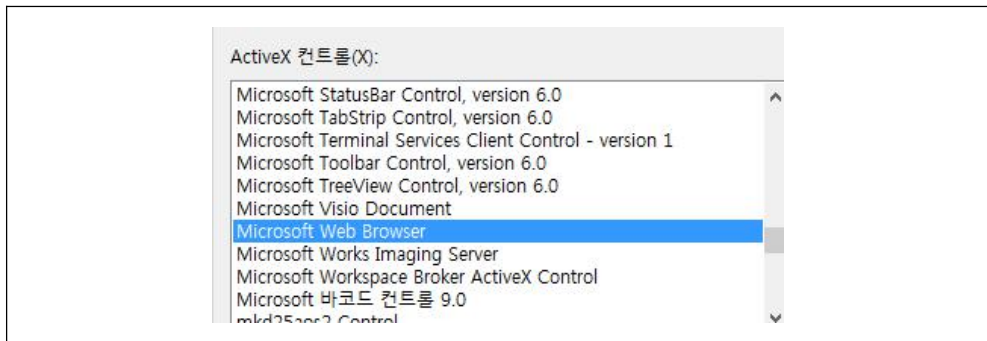 ActiveX 컨트롤(X):
Microsoft StatusBar Control, version 6.0
Microsoft TabStrip Control, version 6.0
Microsoft Terminal Services Client Control - version 1
Microsoft Toolbar Control, version 6.0
Microsoft TreeView Control, version 6.0
Microsoft Visio Document
Microsoft Web Browser
Microsoft Works Imaging Server
Microsoft Workspace Broker ActiveX Control
Microsoft 바코드 컨트롤 9.0
Control